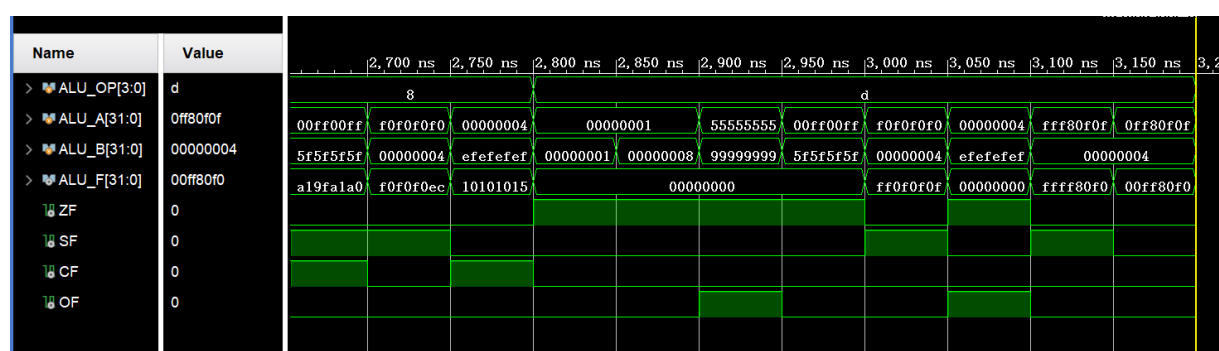 Name Value
2,700 ns 2,750 ns 2,800 ns 2,850 ns 2,900 ns 2,950 ns 3,000 ns 3,050 ns 3,100 ns 3,150 ns 3,2
ALU_OP[3:0] d 8 d
ALU_A[31:0] 0ff80f0f 00ff00ff f0f0f0f0 00000004 00000001 55555555 00ff00ff f0f0f0f0 00000004 fff80f0f 0ff80f0f
ALU_B[31:0] 00000004 5f5f5f5f 00000004 efefefef 00000001 00000008 99999999 5f5f5f5f 00000004 efefefef 00000004
ALU_F[31:0] 00ff80f0 a19fa1a0 f0f0f0ec 10101015 00000000 ff0f0f0f 00000000 ffff80f0 00ff80f0
ZF 0
SF 0
CF 0
OF 0